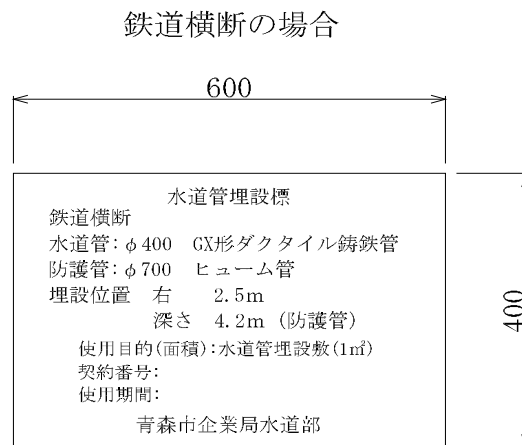 鉄道横断の場合
600
水道管埋設標
鉄道横断
水道管:φ400 GX形ダクタイル鋳鉄管
防護管:φ700 ヒューム管
埋設位置 右 2.5m
深さ 4.2m (防護管)
使用目的(面積):水道管埋設敷(1㎡)
契約番号:
使用期間:
青森市企業局水道部
400